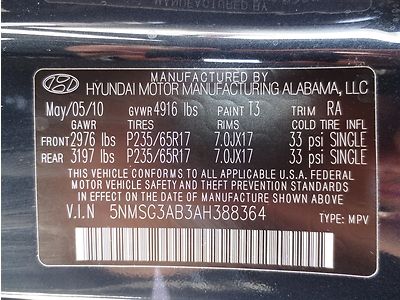 MANUFACTURED BY
HYUNDAI MOTOR MANUFACTURING ALABAMA, LLC
May/05/10 GVWR 4916 lbs PAINT T3 TRIM RA
GAWR TIRES RIMS COLD TIRE INFL
FRONT 2976 lbs P235/65R17 7.0JX17 33 psi SINGLE
REAR 3197 lbs P235/65R17 7.0JX17 33 psi SINGLE
THIS VEHICLE CONFORMS TO ALL APPLICABLE U.S.A. FEDERAL
MOTOR VEHICLE SAFETY AND THEFT PREVENTION STANDARDS
IN EFFECT ON THE DATE OF MANUFACTURE SHOWN ABOVE.
V.I.N 5NMSG3AB3AH388364 TYPE: MPV